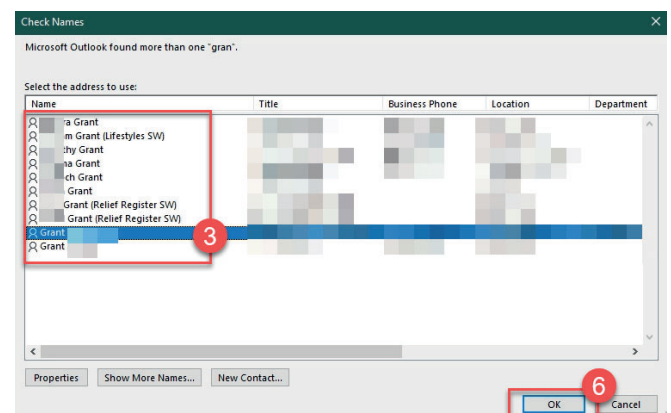 Check Names
Microsoft Outlook found more than one "gran".
Select the address to use:
Name Title Business Phone Location Department
ra Grant
m Grant (Lifestyles SW)
thy Grant
na Grant
ch Grant
Grant
Grant (Relief Register SW)
Grant (Relief Register SW)
Grant
Grant
3
Properties Show More Names... New Contact...
6
OK Cancel